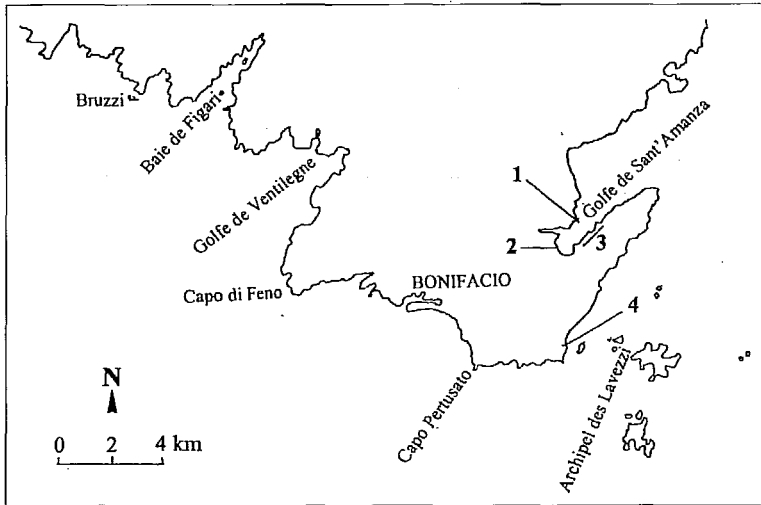 Bruzzi
Baie de Figari
Golfe de Ventilegne
Golfe de Sant'Amanza
1
2
3
Capo di Feno
BONIFACIO
4
N
0 2 4 km
Capo Pertusato
Archipel des Lavezzi